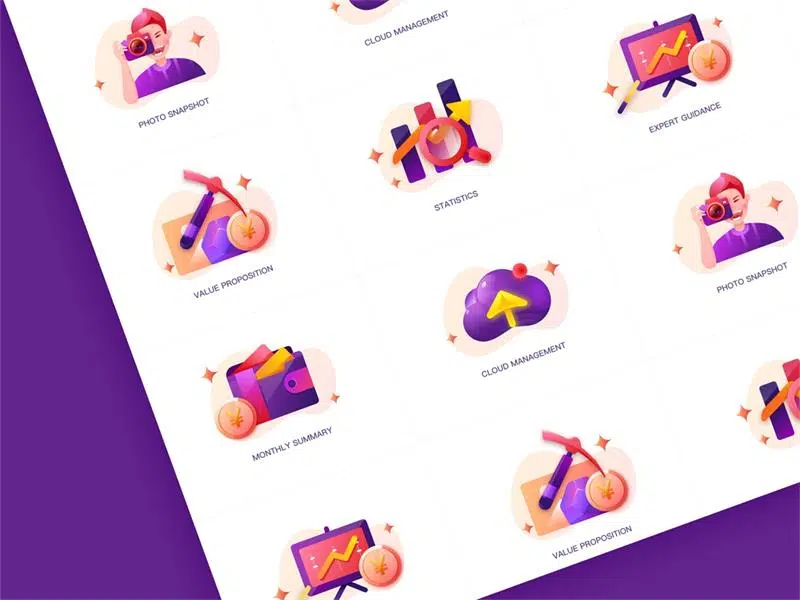 CLOUD MANAGEMENT
PHOTO SNAPSHOT
EXPERT GUIDANCE
STATISTICS
VALUE PROPOSITION
PHOTO SNAPSHOT
CLOUD MANAGEMENT
MONTHLY SUMMARY
VALUE PROPOSITION
¥
¥
¥
¥
¥